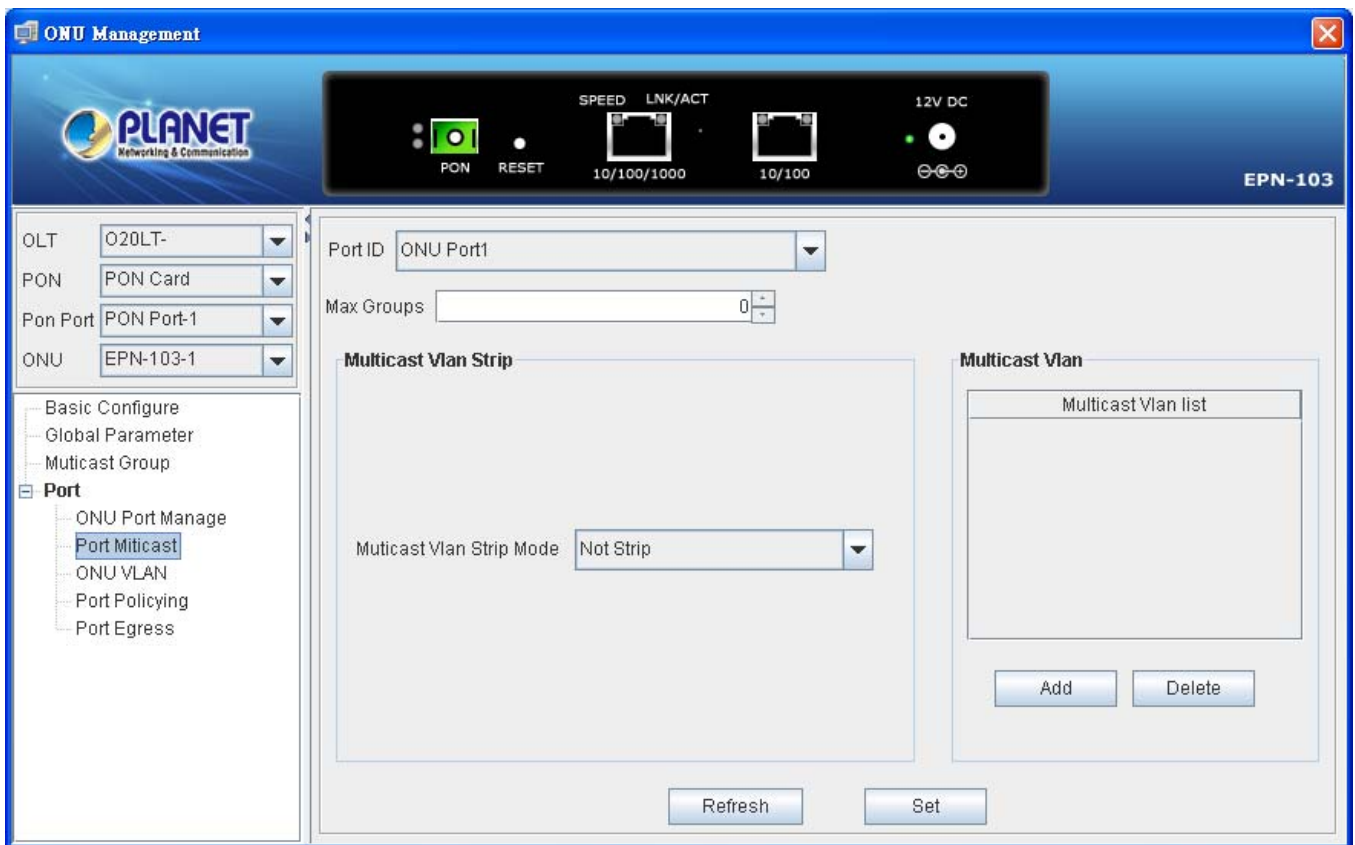 ONU Management
PLANET
Networking & Communication
SPEED LNK/ACT
12V DC
PON RESET 10/100/1000 10/100
EPN-103
OLT O20LT-
PON PON Card
Pon Port PON Port-1
ONU EPN-103-1
Basic Configure
Global Parameter
Muticast Group
Port
ONU Port Manage
Port Miticast
ONU VLAN
Port Policying
Port Egress
Port ID ONU Port1
Max Groups 0
Multicast Vlan Strip
Muticast Vlan Strip Mode Not Strip
Multicast Vlan
Multicast Vlan list
Add Delete
Refresh Set